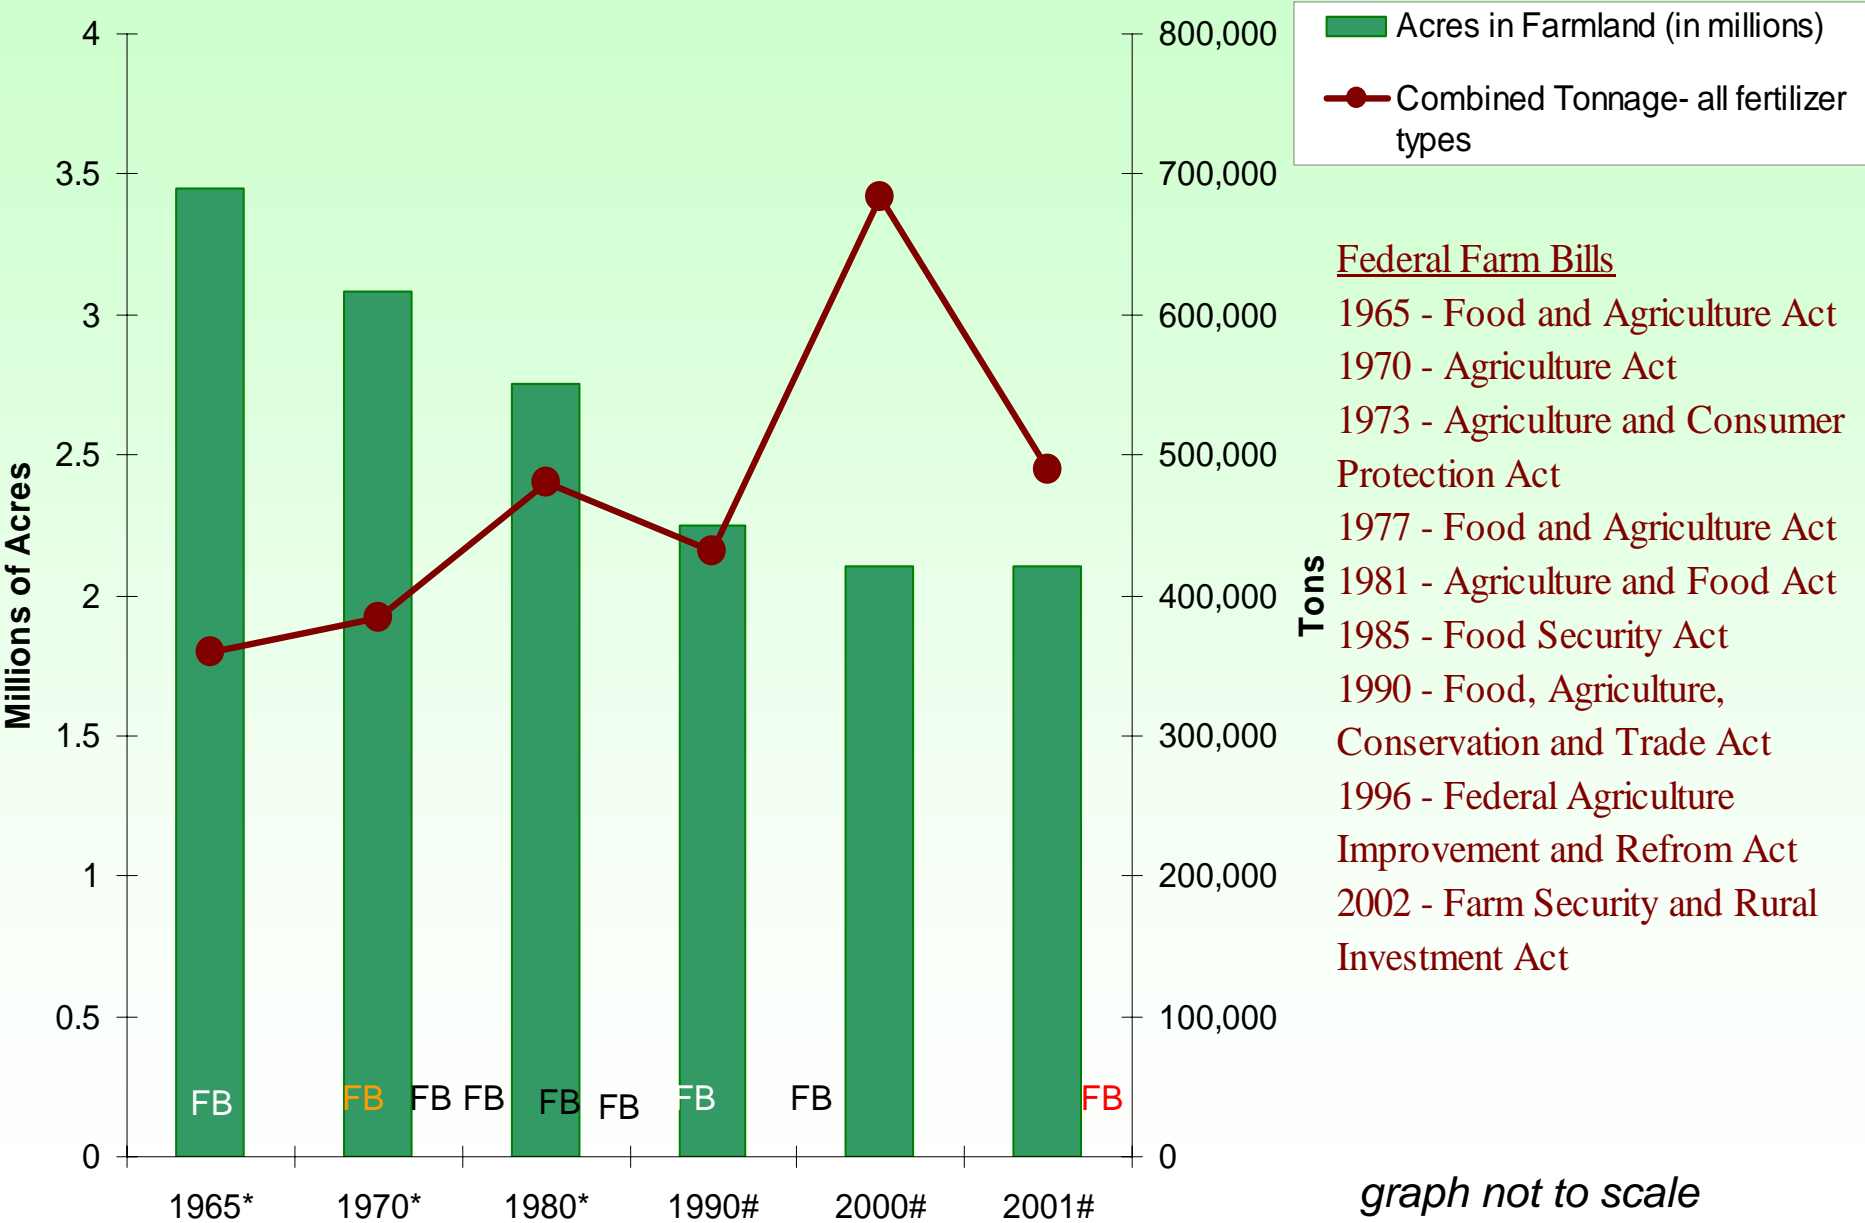 4
3.5
3
2.5
2
1.5
1
0.5
0
Millions of Acres
800,000
700,000
600,000
500,000
400,000
300,000
200,000
100,000
0
Tons
Acres in Farmland (in millions)
Combined Tonnage- all fertilizer
types
Federal Farm Bills
1965 - Food and Agriculture Act
1970 - Agriculture Act
1973 - Agriculture and Consumer
Protection Act
1977 - Food and Agriculture Act
1981 - Agriculture and Food Act
1985 - Food Security Act
1990 - Food, Agriculture,
Conservation and Trade Act
1996 - Federal Agriculture
Improvement and Refrom Act
2002 - Farm Security and Rural
Investment Act
FB FB FB FB FB FB FB FB FB
1965* 1970* 1980* 1990# 2000# 2001#
graph not to scale